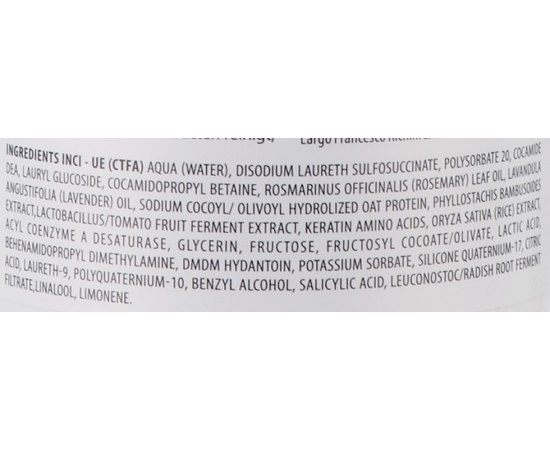 INGREDIENTS INCI - UE (CTFA) AQUA (WATER), DISODIUM LAURETH SULFOSUCCINATE, POLYSORBATE 20, COCAMIDE
DEA, LAURYL GLUCOSIDE, COCAMIDOPROPYL BETAINE, ROSMARINUS OFFICINALIS (ROSEMARY) LEAF OIL, LAVANDULA
ANGUSTIFOLIA (LAVENDER) OIL, SODIUM COCOYL/ OLIVOYL HYDROLIZED OAT PROTEIN, PHYLLOSTACHIS BAMBUSODES
EXTRACT,LACTOBACILLUS/TOMATO FRUIT FERMENT EXTRACT, KERATIN AMINO ACIDS, ORYZA SATIVA (RICE) EXTRACT,
ACYL COENZYME A DESATURASE, GLYCERIN, FRUCTOSE, FRUCTOSYL COCOATE/OLIVATE, LACTIC ACID,
BEHENAMIDOPROPYL DIMETHYLAMINE, DMDM HYDANTOIN, POTASSIUM SORBATE, SILICONE QUATERNIUM-17, CITRIC
ACID, LAURETH-9, POLYQUATERNIUM-10, BENZYL ALCOHOL, SALICYLIC ACID, LEUCONOSTOC/RADISH ROOT FERMENT
FILTRATE,LINALOOL, LIMONENE.